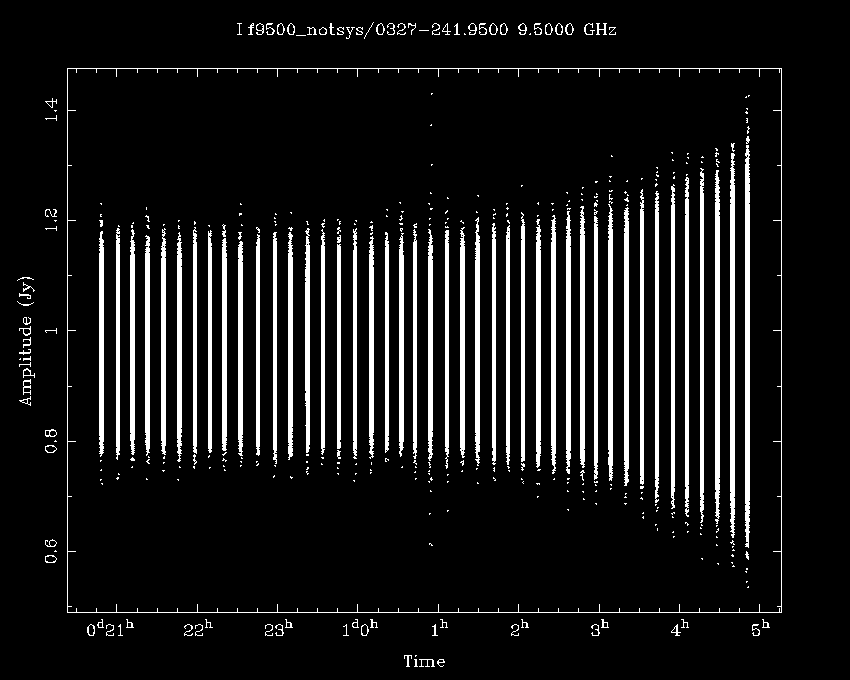 I f9500_notsys/0327-241.9500 9.5000 GHz
Amplitude (Jy)
1.4
1.2
1
0.8
0.6
0d21h 22h 23h 1d0h 1h 2h 3h 4h 5h
Time